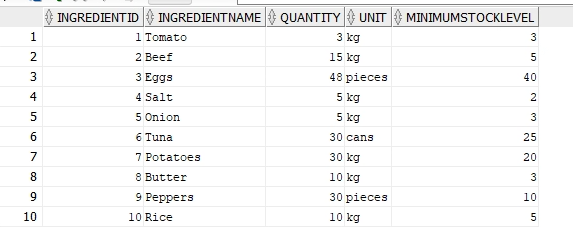 INGREDIENTID INGREDIENTNAME QUANTITY UNIT MINIMUMSTOCKLEVEL
1 1 Tomato 3 kg 3
2 2 Beef 15 kg 5
3 3 Eggs 48 pieces 40
4 4 Salt 5 kg 2
5 5 Onion 5 kg 3
6 6 Tuna 30 cans 25
7 7 Potatoes 30 kg 20
8 8 Butter 10 kg 3
9 9 Peppers 30 pieces 10
10 10 Rice 10 kg 5